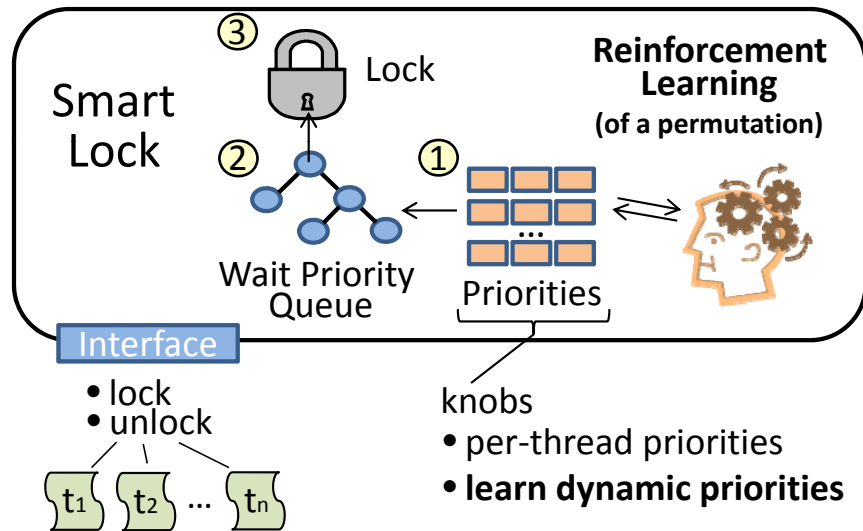 3
Lock
Reinforcement
Learning
(of a permutation)
Smart
Lock
2
1
...
Wait Priority
Queue
Priorities
Interface
• lock
• unlock
t1 t2 ... tn
knobs
• per-thread priorities
• learn dynamic priorities